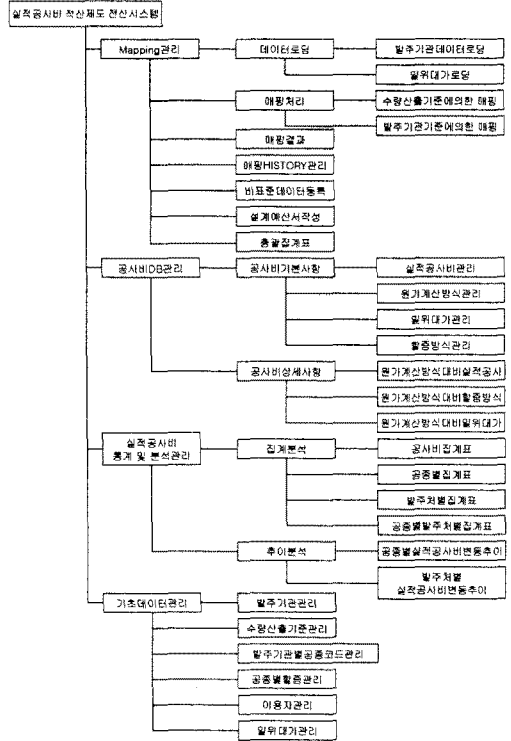 실적공사비 적산제도 전산시스템
Mapping관리
데이터로딩
발주기관데이터로딩
일위대가로딩
매핑처리
수량산출기준에의한 매핑
발주기관기준에의한 매핑
매핑결과
매핑HISTORY관리
비표준데이터등록
설계예산서작성
총괄집계표
공사비DB관리
공사비기본사항
실적공사비관리
원가계산방식관리
일위대가관리
할증방식관리
공사비상세사항
원가계산방식대비실적공사
원가계산방식대비할증방식
원가계산방식대비일위대가
실적공사비
통계 및 분석관리
집계분석
공사비집계표
공종별집계표
발주처별집계표
공종별발주처별집계표
추이분석
공종별실적공사비변동추이
발주처별
실적공사비변동추이
기초데이터관리
발주기관관리
수량산출기준관리
발주기관별공종코드관리
공종별할증관리
이용자관리
일위대가관리